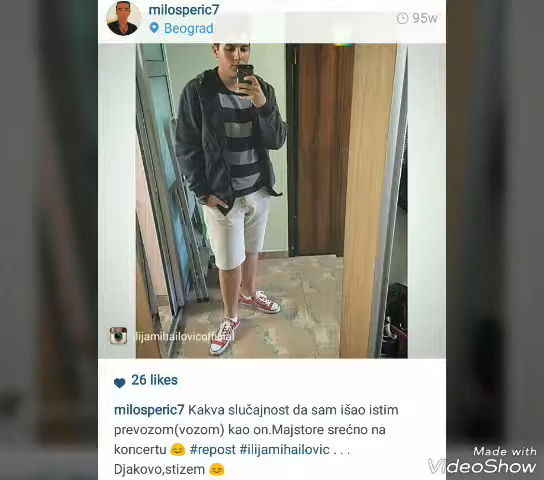 milosperic7
95w
Beograd
lijamihailovicofficial
26 likes
milosperic7 Kakva slučajnost da sam išao istim
prevozom(vozom) kao on.Majstore srećno na
koncertu 😊 #repost #ilijamihailovic . . .
Djakovo,stizem 😊
Made with
VideoShow